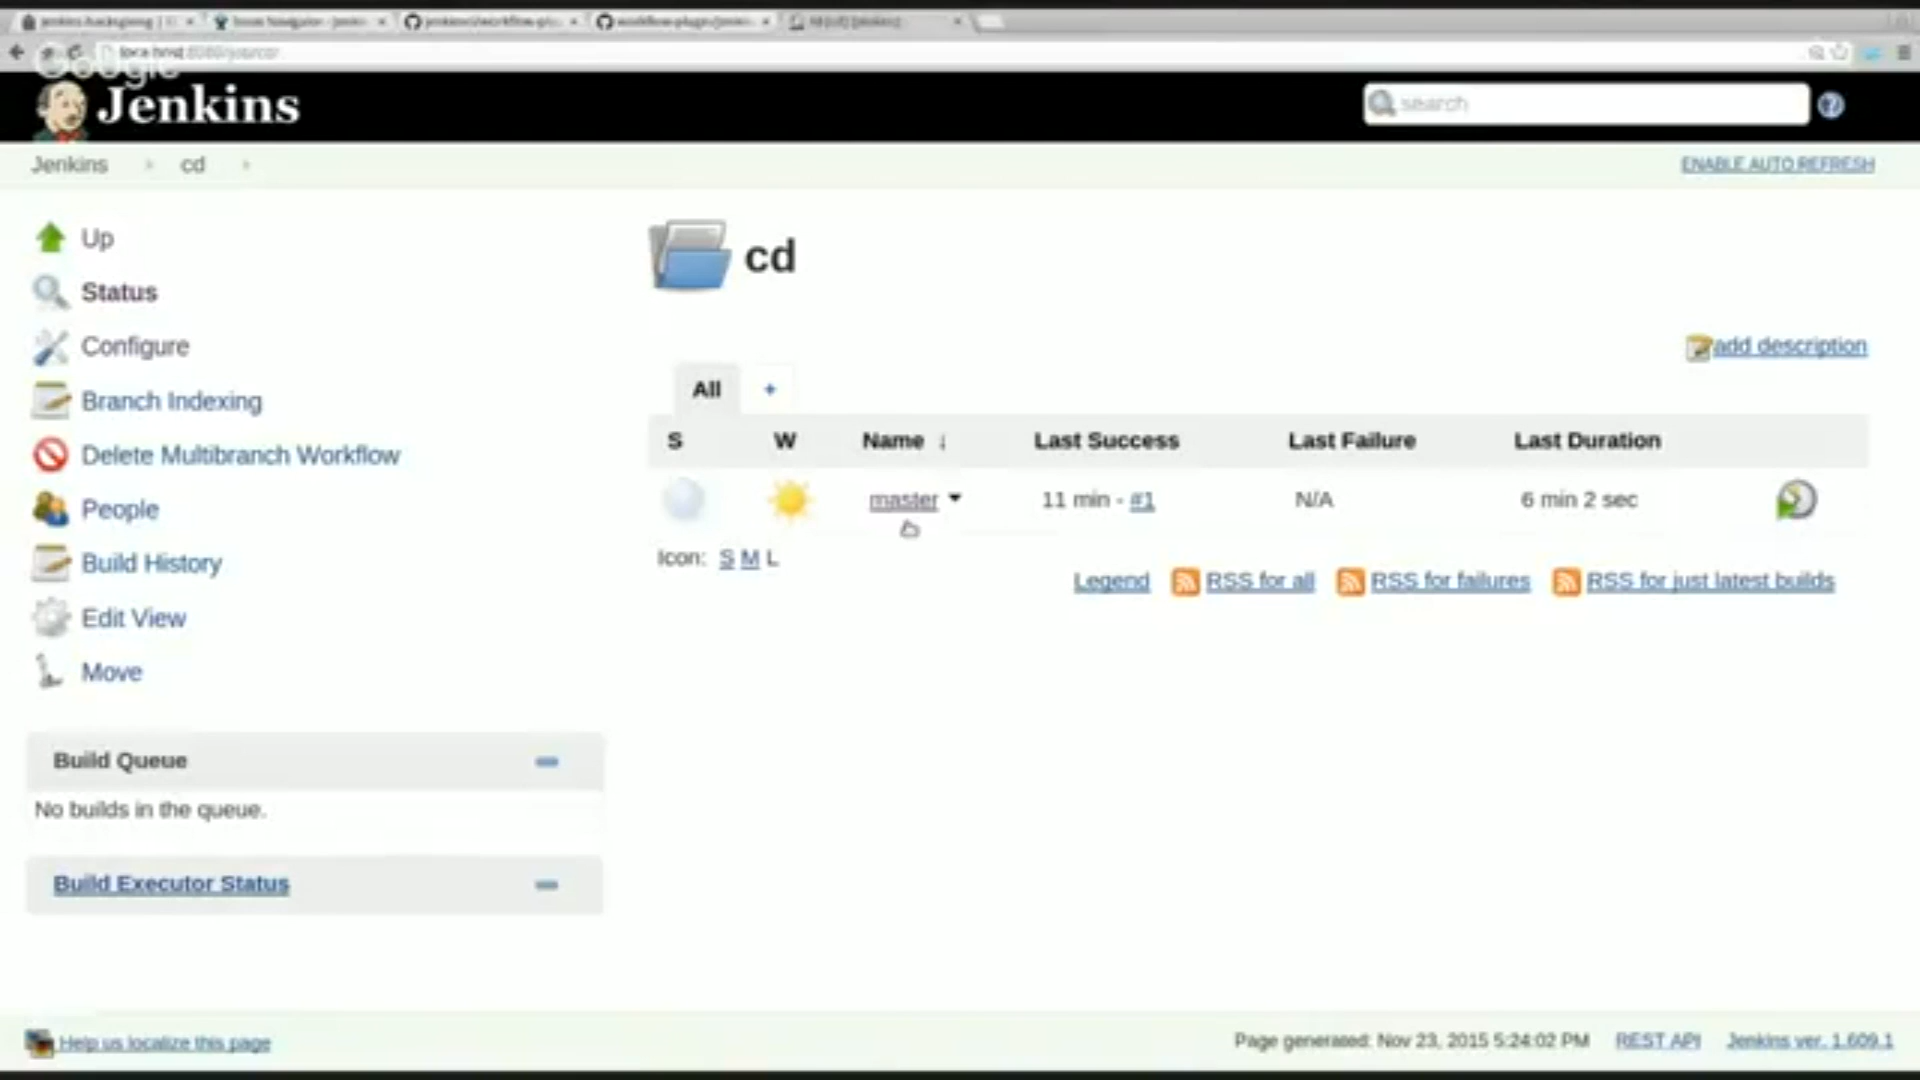 Google
Jenkins
search
Jenkins cd
ENABLE AUTO REFRESH
Up
Status
Configure
Branch Indexing
Delete Multibranch Workflow
People
Build History
Edit View
Move
cd
add description
All +
S W Name ↓ Last Success Last Failure Last Duration
master 11 min - #1 N/A 6 min 2 sec
Icon: S M L
Legend RSS for all RSS for failures RSS for just latest builds
Build Queue
No builds in the queue.
Build Executor Status
Help us localize this page
Page generated: Nov 23, 2015 5:24:02 PM REST API Jenkins ver. 1.609.1